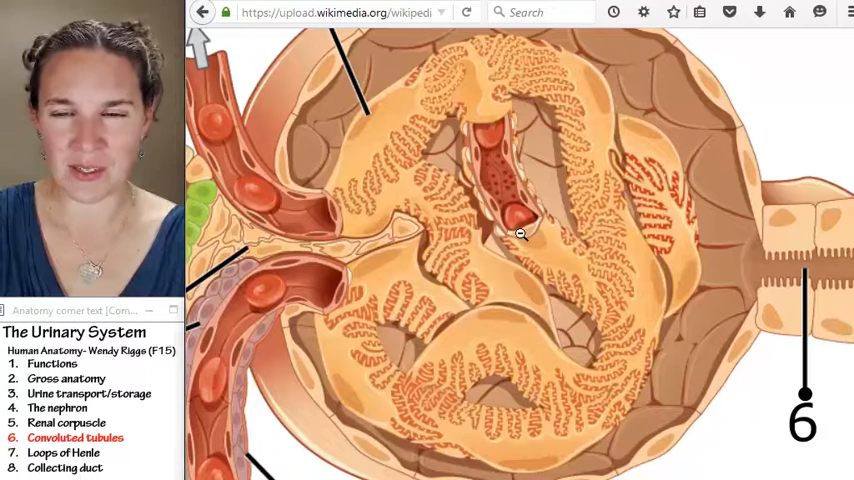 https://upload.wikimedia.org/wikipedi
Search
Anatomy corner text [Com...
The Urinary System
Human Anatomy- Wendy Riggs (F15)
1. Functions
2. Gross anatomy
3. Urine transport/storage
4. The nephron
5. Renal corpuscle
6. Convoluted tubules
7. Loops of Henle
8. Collecting duct
6